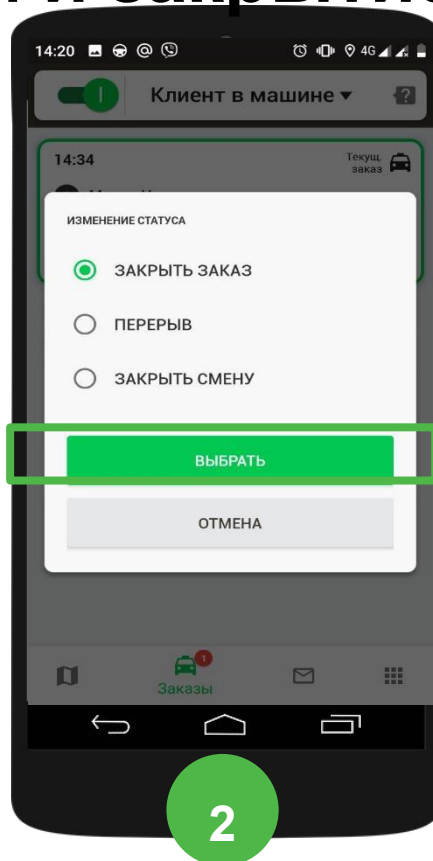 и закрытие
14:20
4G
Клиент в машине
14:34
Текущ.
заказ
ИЗМЕНЕНИЕ СТАТУСА
ЗАКРЫТЬ ЗАКАЗ
ПЕРЕРЫВ
ЗАКРЫТЬ СМЕНУ
ВЫБРАТЬ
ОТМЕНА
1
Заказы
2